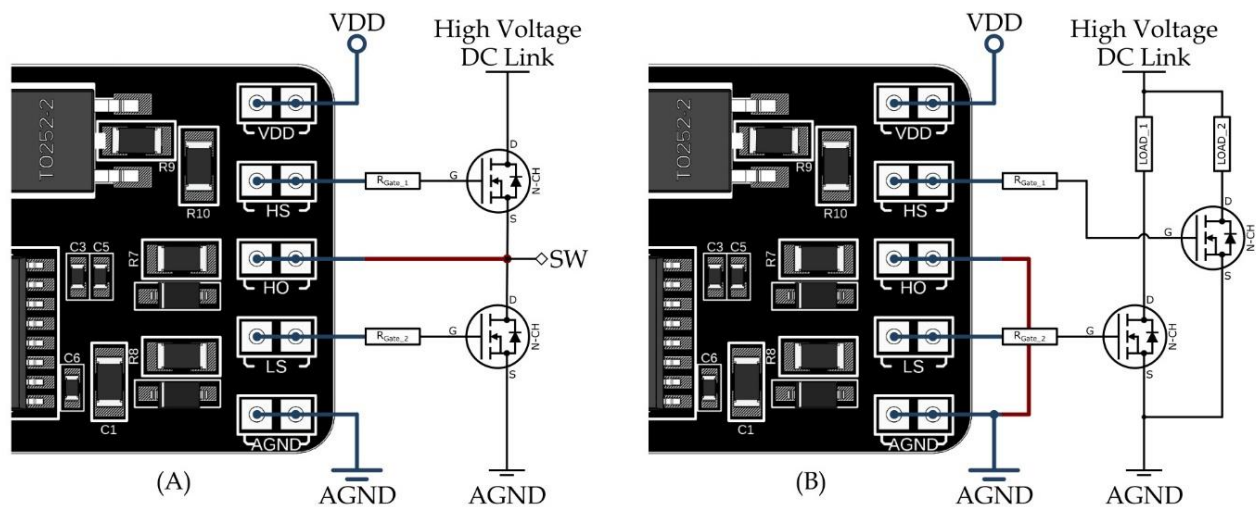 VDD
High Voltage
DC Link
TO252-2
R9
R10
VDD
HS
R_Gate_1
G
D
S
N-CH
C3 C5
R7
HO
SW
LS
R_Gate_2
G
D
S
N-CH
C6
R8
C1
AGND
(A)
AGND
AGND
VDD
High Voltage
DC Link
TO252-2
R9
R10
VDD
LOAD_1
LOAD_2
HS
R_Gate_1
G
D
S
N-CH
C3 C5
R7
HO
LS
R_Gate_2
G
D
S
N-CH
C6
R8
C1
AGND
(B)
AGND
AGND